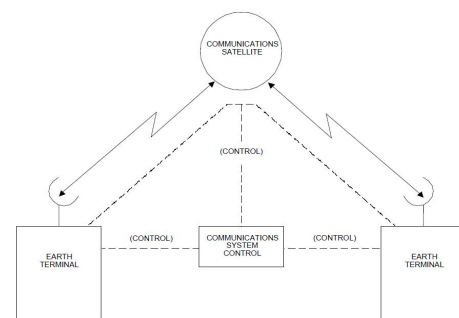 COMMUNICATIONS
SATELLITE
(CONTROL)
(CONTROL)
COMMUNICATIONS
SYSTEM
CONTROL
(CONTROL)
EARTH
TERMINAL
EARTH
TERMINAL